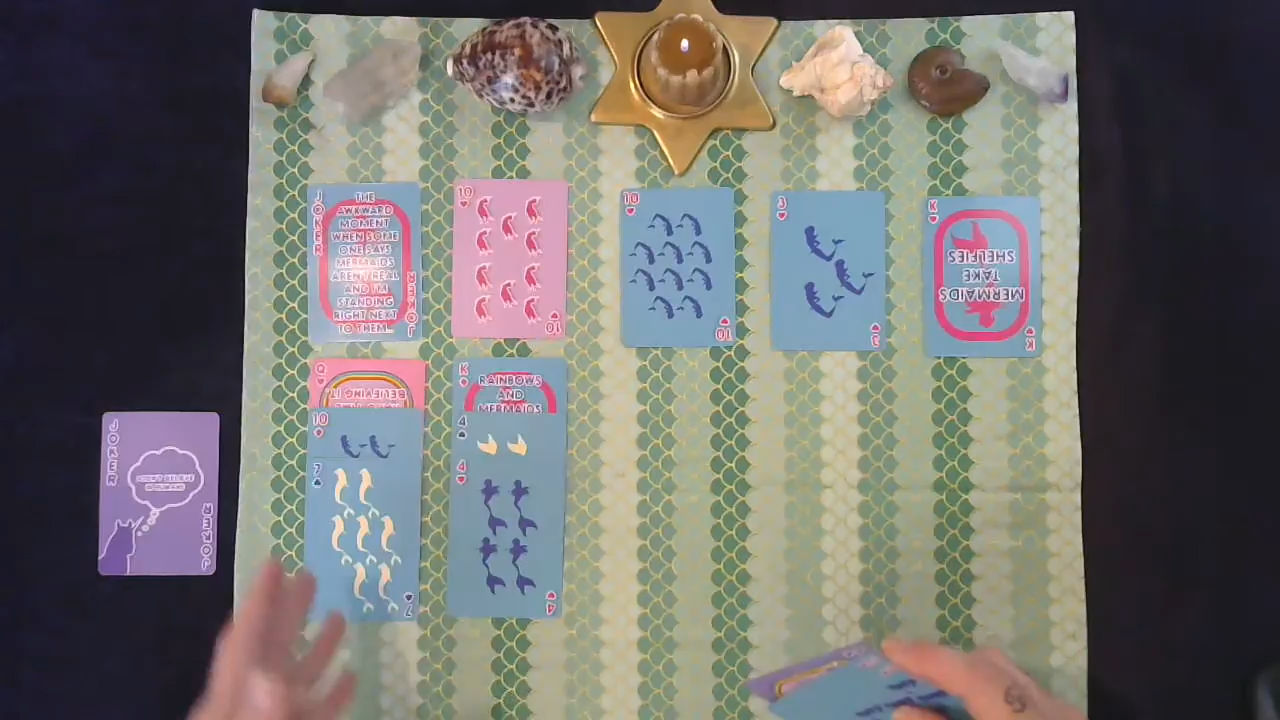 JOKER
THE
AWKWARD
MOMENT
WHEN SOME
ONE SAYS
MERMAIDS
AREN'T REAL
AND I'M
STANDING
RIGHT NEXT
TO THEM...
JOKER
10
10
10
10
3
3
K
MERMAIDS
TAKE
SHELFIES
K
Q
BELIEVING IT
10
7
7
K
RAINBOWS
AND
MERMAIDS
4
4
4
JOKER
JOKER